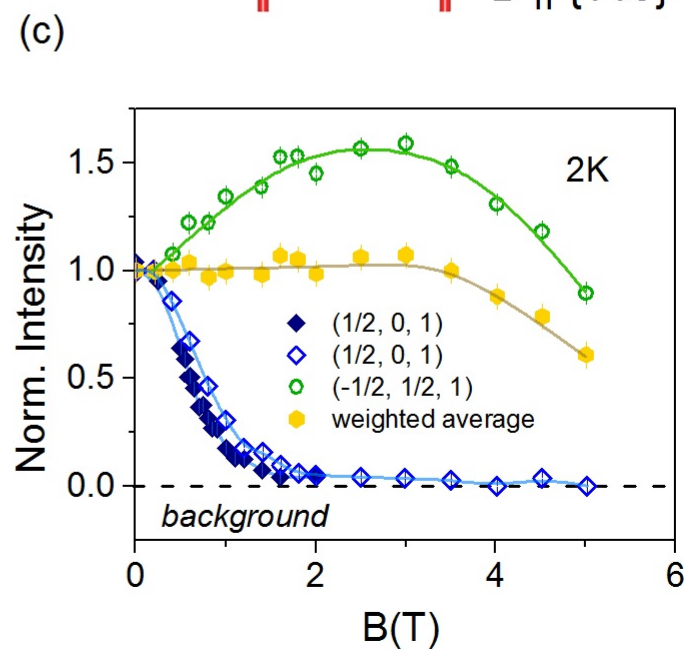 (c)
2K
1.5
1.0
0.5
0.0
Norm. Intensity
(1/2, 0, 1)
(1/2, 0, 1)
(-1/2, 1/2, 1)
weighted average
background
0 2 4 6
B(T)